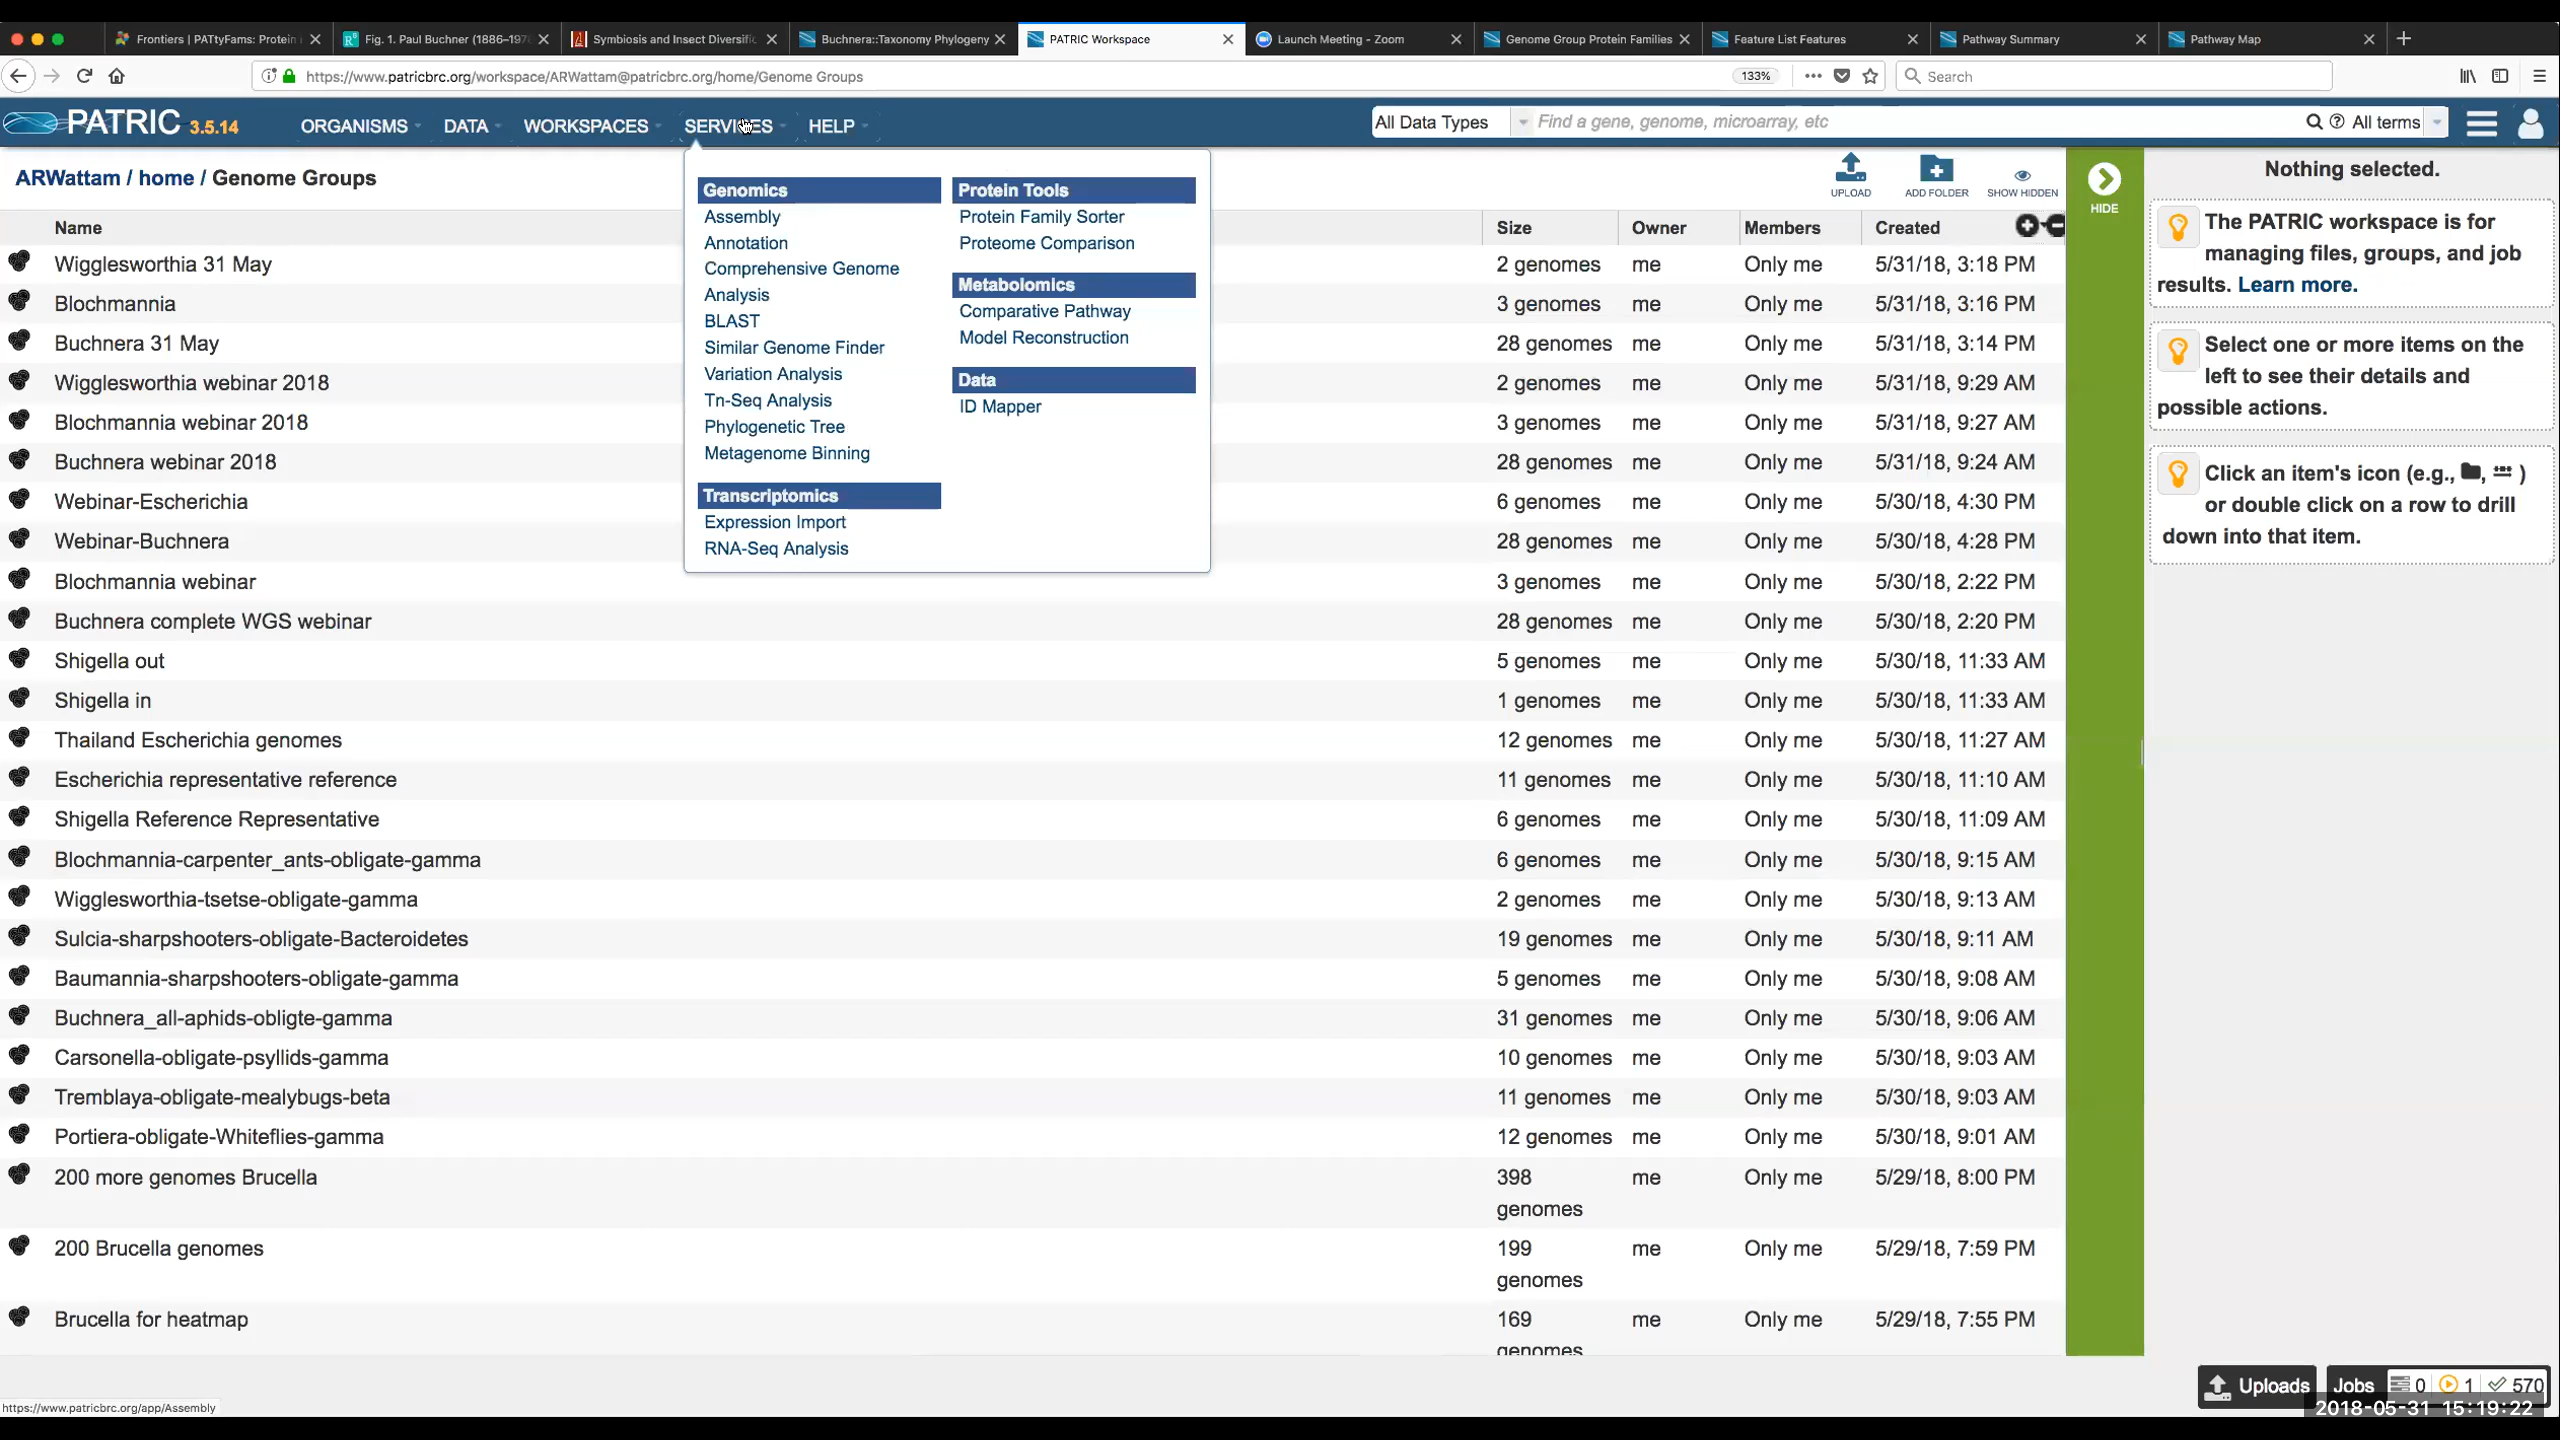 Frontiers | PATtyFams: Protein
Fig. 1. Paul Buchner (1886–197
Symbiosis and Insect Diversific
Buchnera::Taxonomy Phylogeny
PATRIC Workspace
Launch Meeting - Zoom
Genome Group Protein Families
Feature List Features
Pathway Summary
Pathway Map
https://www.patricbrc.org/workspace/ARWattam@patricbrc.org/home/Genome Groups
133%
Search
PATRIC 3.5.14
ORGANISMS
DATA
WORKSPACES
SERVICES
HELP
All Data Types
Find a gene, genome, microarray, etc
All terms
ARWattam / home / Genome Groups
UPLOAD
ADD FOLDER
SHOW HIDDEN
HIDE
Genomics
Assembly
Annotation
Comprehensive Genome
Analysis
BLAST
Similar Genome Finder
Variation Analysis
Tn-Seq Analysis
Phylogenetic Tree
Metagenome Binning
Transcriptomics
Expression Import
RNA-Seq Analysis
Protein Tools
Protein Family Sorter
Proteome Comparison
Metabolomics
Comparative Pathway
Model Reconstruction
Data
ID Mapper
Name Size Owner Members Created
Wigglesworthia 31 May 2 genomes me Only me 5/31/18, 3:18 PM
Blochmannia 3 genomes me Only me 5/31/18, 3:16 PM
Buchnera 31 May 28 genomes me Only me 5/31/18, 3:14 PM
Wigglesworthia webinar 2018 2 genomes me Only me 5/31/18, 9:29 AM
Blochmannia webinar 2018 3 genomes me Only me 5/31/18, 9:27 AM
Buchnera webinar 2018 28 genomes me Only me 5/31/18, 9:24 AM
Webinar-Escherichia 6 genomes me Only me 5/30/18, 4:30 PM
Webinar-Buchnera 28 genomes me Only me 5/30/18, 4:28 PM
Blochmannia webinar 3 genomes me Only me 5/30/18, 2:22 PM
Buchnera complete WGS webinar 28 genomes me Only me 5/30/18, 2:20 PM
Shigella out 5 genomes me Only me 5/30/18, 11:33 AM
Shigella in 1 genomes me Only me 5/30/18, 11:33 AM
Thailand Escherichia genomes 12 genomes me Only me 5/30/18, 11:27 AM
Escherichia representative reference 11 genomes me Only me 5/30/18, 11:10 AM
Shigella Reference Representative 6 genomes me Only me 5/30/18, 11:09 AM
Blochmannia-carpenter_ants-obligate-gamma 6 genomes me Only me 5/30/18, 9:15 AM
Wigglesworthia-tsetse-obligate-gamma 2 genomes me Only me 5/30/18, 9:13 AM
Sulcia-sharpshooters-obligate-Bacteroidetes 19 genomes me Only me 5/30/18, 9:11 AM
Baumannia-sharpshooters-obligate-gamma 5 genomes me Only me 5/30/18, 9:08 AM
Buchnera_all-aphids-obligte-gamma 31 genomes me Only me 5/30/18, 9:06 AM
Carsonella-obligate-psyllids-gamma 10 genomes me Only me 5/30/18, 9:03 AM
Tremblaya-obligate-mealybugs-beta 11 genomes me Only me 5/30/18, 9:03 AM
Portiera-obligate-Whiteflies-gamma 12 genomes me Only me 5/30/18, 9:01 AM
200 more genomes Brucella 398 me Only me 5/29/18, 8:00 PM
genomes
200 Brucella genomes 199 me Only me 5/29/18, 7:59 PM
genomes
Brucella for heatmap 169 me Only me 5/29/18, 7:55 PM
genomes
Nothing selected.
The PATRIC workspace is for
managing files, groups, and job
results. Learn more.
Select one or more items on the
left to see their details and
possible actions.
Click an item's icon (e.g., , )
or double click on a row to drill
down into that item.
Uploads
Jobs 0 1 570
https://www.patricbrc.org/app/Assembly
2018-05-31 15:19:22